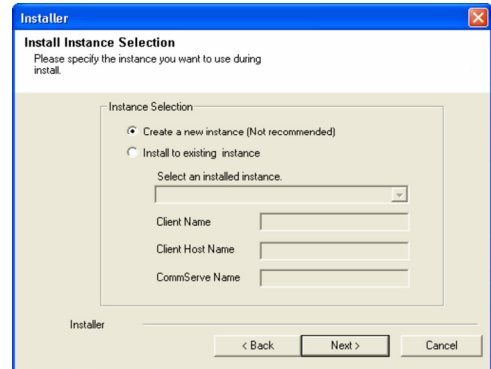 Installer
Install Instance Selection
Please specify the instance you want to use during
install.
Instance Selection
Create a new instance (Not recommended)
Install to existing instance
Select an installed instance.
Client Name
Client Host Name
CommServe Name
Installer
< Back
Next >
Cancel